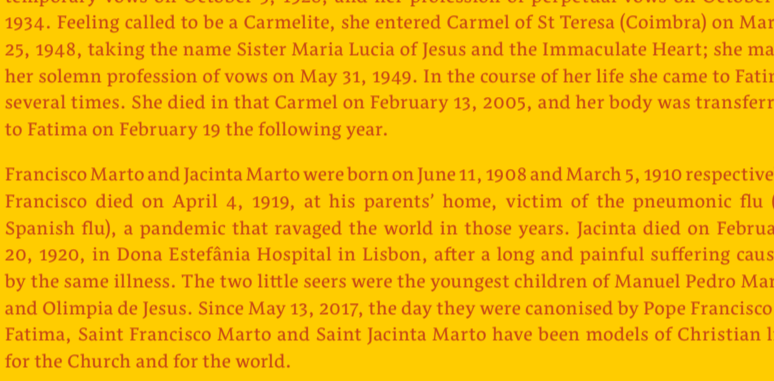 1934. Feeling called to be a Carmelite, she entered Carmel of St Teresa (Coimbra) on Mar
25, 1948, taking the name Sister Maria Lucia of Jesus and the Immaculate Heart; she ma
her solemn profession of vows on May 31, 1949. In the course of her life she came to Fatim
several times. She died in that Carmel on February 13, 2005, and her body was transferr
to Fatima on February 19 the following year.
Francisco Marto and Jacinta Marto were born on June 11, 1908 and March 5, 1910 respective
Francisco died on April 4, 1919, at his parents’ home, victim of the pneumonic flu (
Spanish flu), a pandemic that ravaged the world in those years. Jacinta died on Februa
20, 1920, in Dona Estefânia Hospital in Lisbon, after a long and painful suffering caus
by the same illness. The two little seers were the youngest children of Manuel Pedro Mar
and Olimpia de Jesus. Since May 13, 2017, the day they were canonised by Pope Francisco
Fatima, Saint Francisco Marto and Saint Jacinta Marto have been models of Christian l
for the Church and for the world.